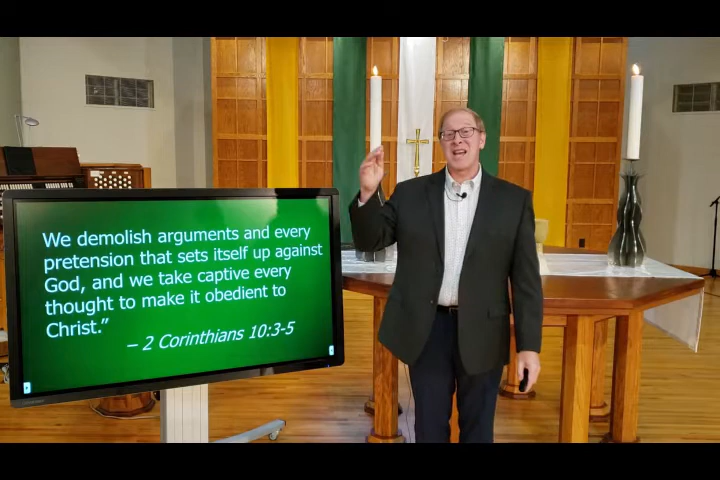 We demolish arguments and every
pretension that sets itself up against
God, and we take captive every
thought to make it obedient to
Christ.”
– 2 Corinthians 10:3-5